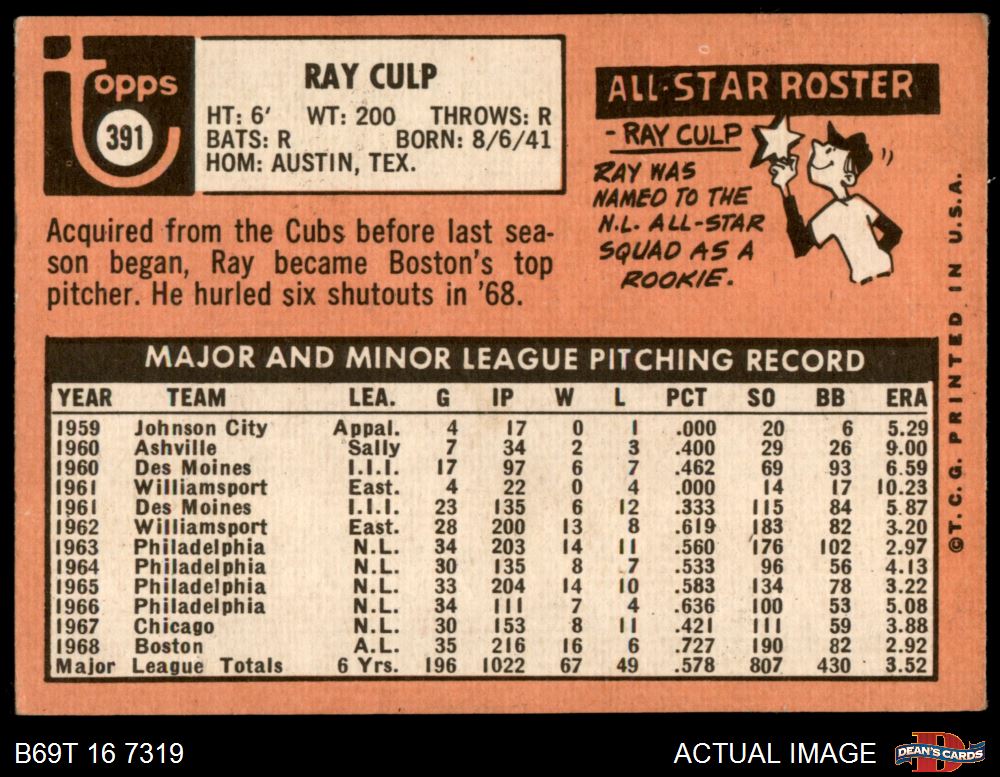 Topps
391
RAY CULP
HT: 6' WT: 200 THROWS: R
BATS: R BORN: 8/6/41
HOM: AUSTIN, TEX.
Acquired from the Cubs before last sea-
son began, Ray became Boston's top
pitcher. He hurled six shutouts in '68.
ALL-STAR ROSTER
- RAY CULP
RAY WAS
NAMED TO THE
N.L. ALL-STAR
SQUAD AS A
ROOKIE.
©T.C.G. PRINTED IN U.S.A.
MAJOR AND MINOR LEAGUE PITCHING RECORD
YEAR TEAM LEA. G IP W L PCT SO BB ERA
1959 Johnson City Appal. 4 17 0 1 .000 20 6 5.29
1960 Ashville Sally 7 34 2 3 .400 29 26 9.00
1960 Des Moines I.I.I. 17 97 6 7 .462 69 93 6.59
1961 Williamsport East. 4 22 0 4 .000 14 17 10.23
1961 Des Moines I.I.I. 23 135 6 12 .333 115 84 5.87
1962 Williamsport East. 28 200 13 8 .619 183 82 3.20
1963 Philadelphia N.L. 34 203 14 11 .560 176 102 2.97
1964 Philadelphia N.L. 30 135 8 7 .533 96 56 4.13
1965 Philadelphia N.L. 33 204 14 10 .583 134 78 3.22
1966 Philadelphia N.L. 34 111 7 4 .636 100 53 5.08
1967 Chicago N.L. 30 153 8 11 .421 111 59 3.88
1968 Boston A.L. 35 216 16 6 .727 190 82 2.92
Major League Totals 6 Yrs. 196 1022 67 49 .578 807 430 3.52
B69T 16 7319
ACTUAL IMAGE
D
DEAN'S CARDS